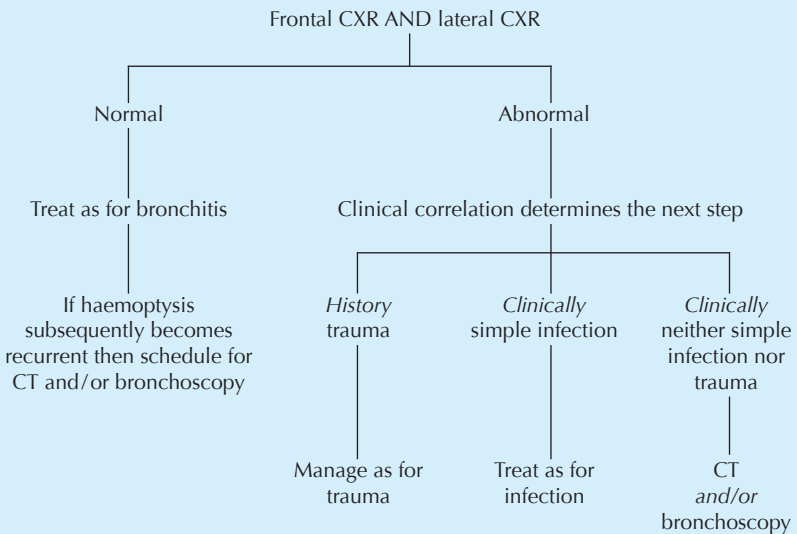 Frontal CXR AND lateral CXR
Normal
Abnormal
Treat as for bronchitis
Clinical correlation determines the next step
If haemoptysis
subsequently becomes
recurrent then schedule for
CT and/or bronchoscopy
History
trauma
Clinically
simple infection
Clinically
neither simple
infection nor
trauma
Manage as for
trauma
Treat as for
infection
CT
and/or
bronchoscopy